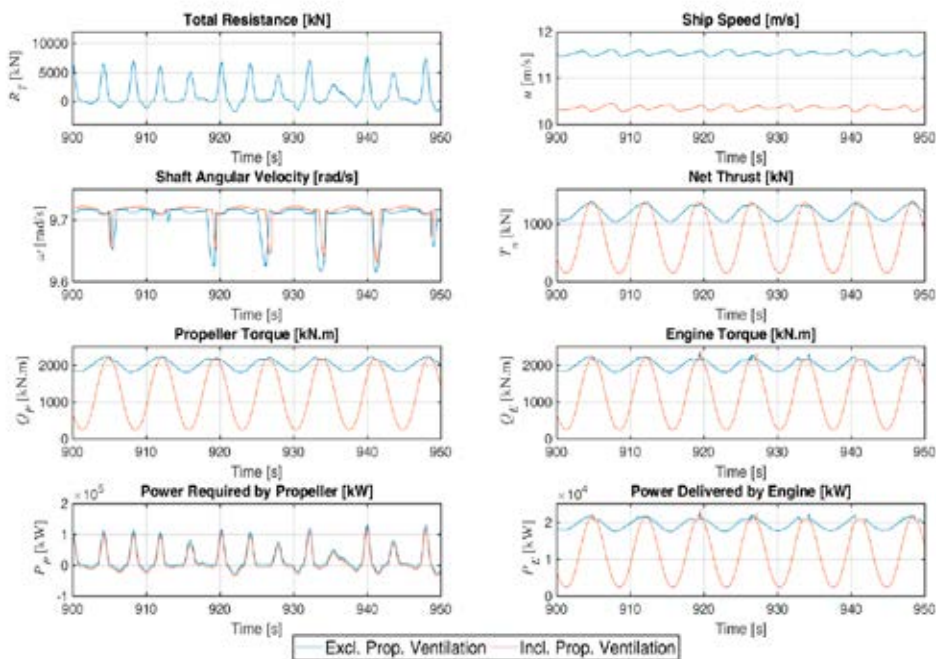 Total Resistance [kN]
10000
5000
0
R_T [kN]
900 910 920 930 940 950
Time [s]
Ship Speed [m/s]
12
11
10
u [m/s]
900 910 920 930 940 950
Time [s]
Shaft Angular Velocity [rad/s]
9.7
9.6
ω [rad/s]
900 910 920 930 940 950
Time [s]
Net Thrust [kN]
1000
0
T_n [kN]
900 910 920 930 940 950
Time [s]
Propeller Torque [kN.m]
2000
1000
0
Q_P [kN.m]
900 910 920 930 940 950
Time [s]
Engine Torque [kN.m]
2000
1000
0
Q_E [kN.m]
900 910 920 930 940 950
Time [s]
× 10^5 Power Required by Propeller [kW]
2
1
0
-1
P_P [kW]
900 910 920 930 940 950
Time [s]
× 10^4 Power Delivered by Engine [kW]
2
1
0
P_E [kW]
900 910 920 930 940 950
Time [s]
Excl. Prop. Ventilation Incl. Prop. Ventilation